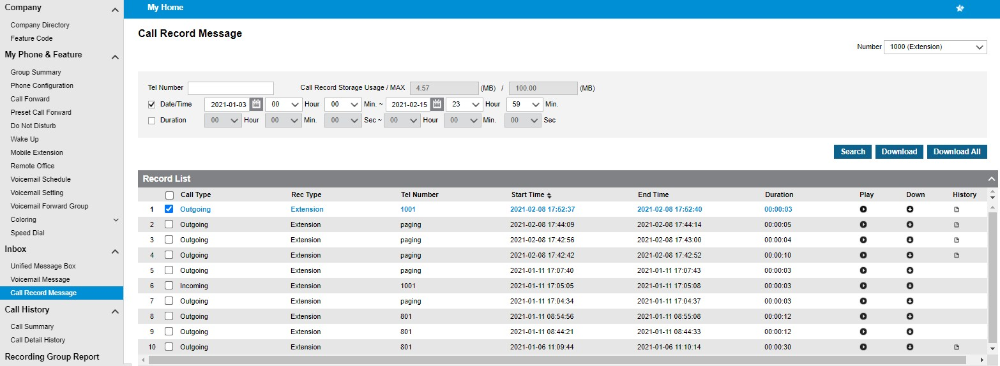 Company
Company Directory
Feature Code
My Phone & Feature
Group Summary
Phone Configuration
Call Forward
Preset Call Forward
Do Not Disturb
Wake Up
Mobile Extension
Remote Office
Voicemail Schedule
Voicemail Setting
Voicemail Forward Group
Coloring
Speed Dial
Inbox
Unified Message Box
Voicemail Message
Call Record Message
Call History
Call Summary
Call Detail History
Recording Group Report
My Home
Call Record Message
Number 1000 (Extension)
Tel Number Call Record Storage Usage / MAX 4.57 (MB) / 100.00 (MB)
Date/Time 2021-01-03 00 Hour 00 Min. ~ 2021-02-15 23 Hour 59 Min.
Duration 00 Hour 00 Min. 00 Sec ~ 00 Hour 00 Min. 00 Sec
Search Download Download All
Record List
Call Type Rec Type Tel Number Start Time End Time Duration Play Down History
1 Outgoing Extension 1001 2021-02-08 17:52:37 2021-02-08 17:52:40 00:00:03
2 Outgoing Extension paging 2021-02-08 17:44:09 2021-02-08 17:44:14 00:00:05
3 Outgoing Extension paging 2021-02-08 17:42:56 2021-02-08 17:43:00 00:00:04
4 Outgoing Extension paging 2021-02-08 17:42:42 2021-02-08 17:42:52 00:00:10
5 Outgoing Extension paging 2021-01-11 17:07:40 2021-01-11 17:07:43 00:00:03
6 Incoming Extension 1001 2021-01-11 17:05:05 2021-01-11 17:05:08 00:00:03
7 Outgoing Extension paging 2021-01-11 17:04:34 2021-01-11 17:04:37 00:00:03
8 Outgoing Extension 801 2021-01-11 08:54:56 2021-01-11 08:55:08 00:00:12
9 Outgoing Extension 801 2021-01-11 08:44:21 2021-01-11 08:44:33 00:00:12
10 Outgoing Extension 801 2021-01-06 11:09:44 2021-01-06 11:10:14 00:00:30